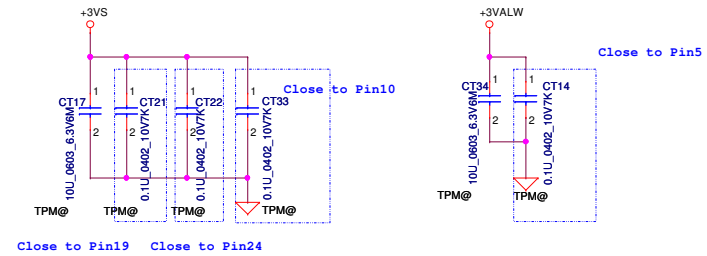 +3VS
+3VALW
Close to Pin5
Close to Pin10
1
1
1
1
1
1
CT17
CT21
CT22
CT33
CT34
CT14
2
2
2
2
2
2
10U_0603_6.3V6M
0.1U_0402_10V7K
0.1U_0402_10V7K
0.1U_0402_10V7K
10U_0603_6.3V6M
0.1U_0402_10V7K
TPM@
TPM@
TPM@
TPM@
TPM@
TPM@
Close to Pin19
Close to Pin24